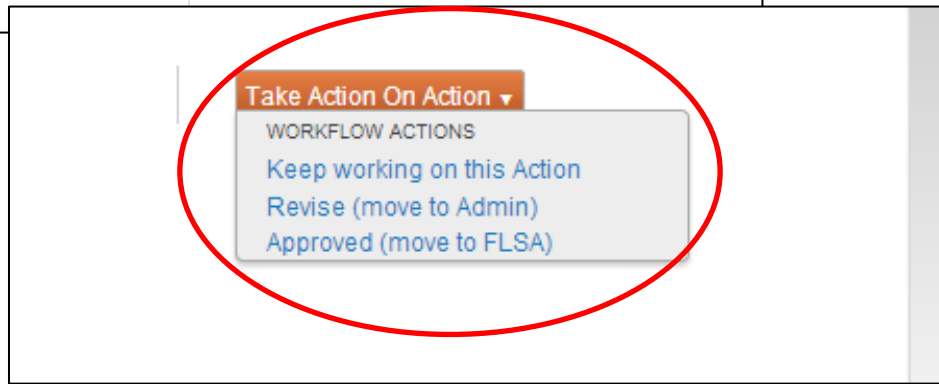 Take Action On Action ▾
WORKFLOW ACTIONS
Keep working on this Action
Revise (move to Admin)
Approved (move to FLSA)